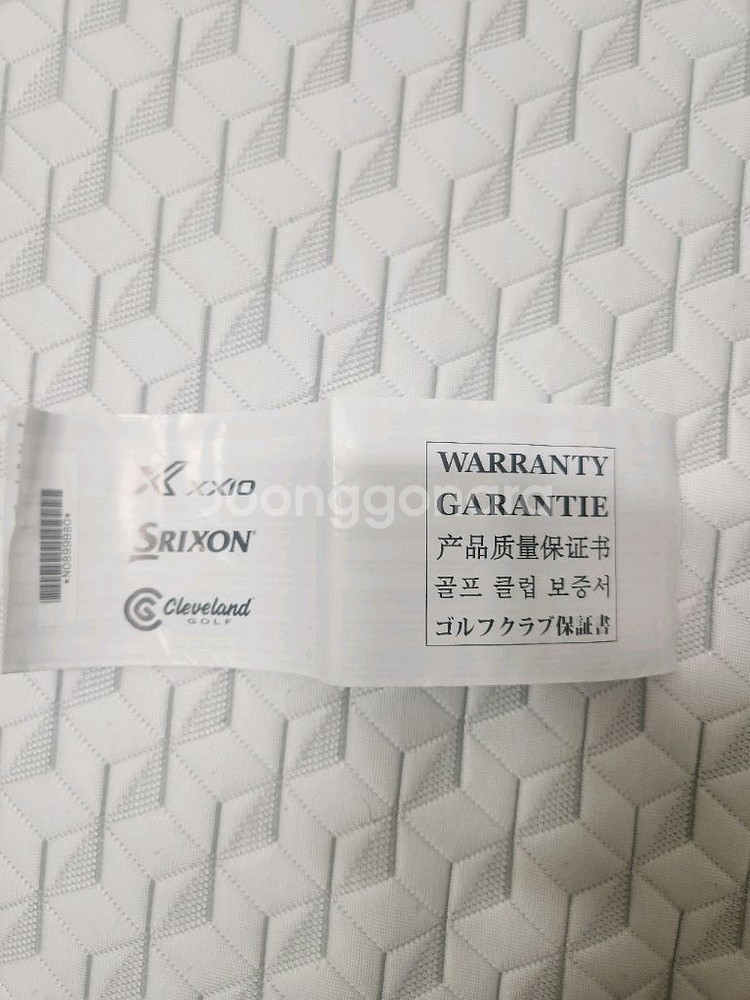 XXIO
SRIXON
Cleveland
GOLF
WARRANTY
GARANTIE
产品质量保证书
골프 클럽 보증서
ゴルフクラブ保証書
joonggonara